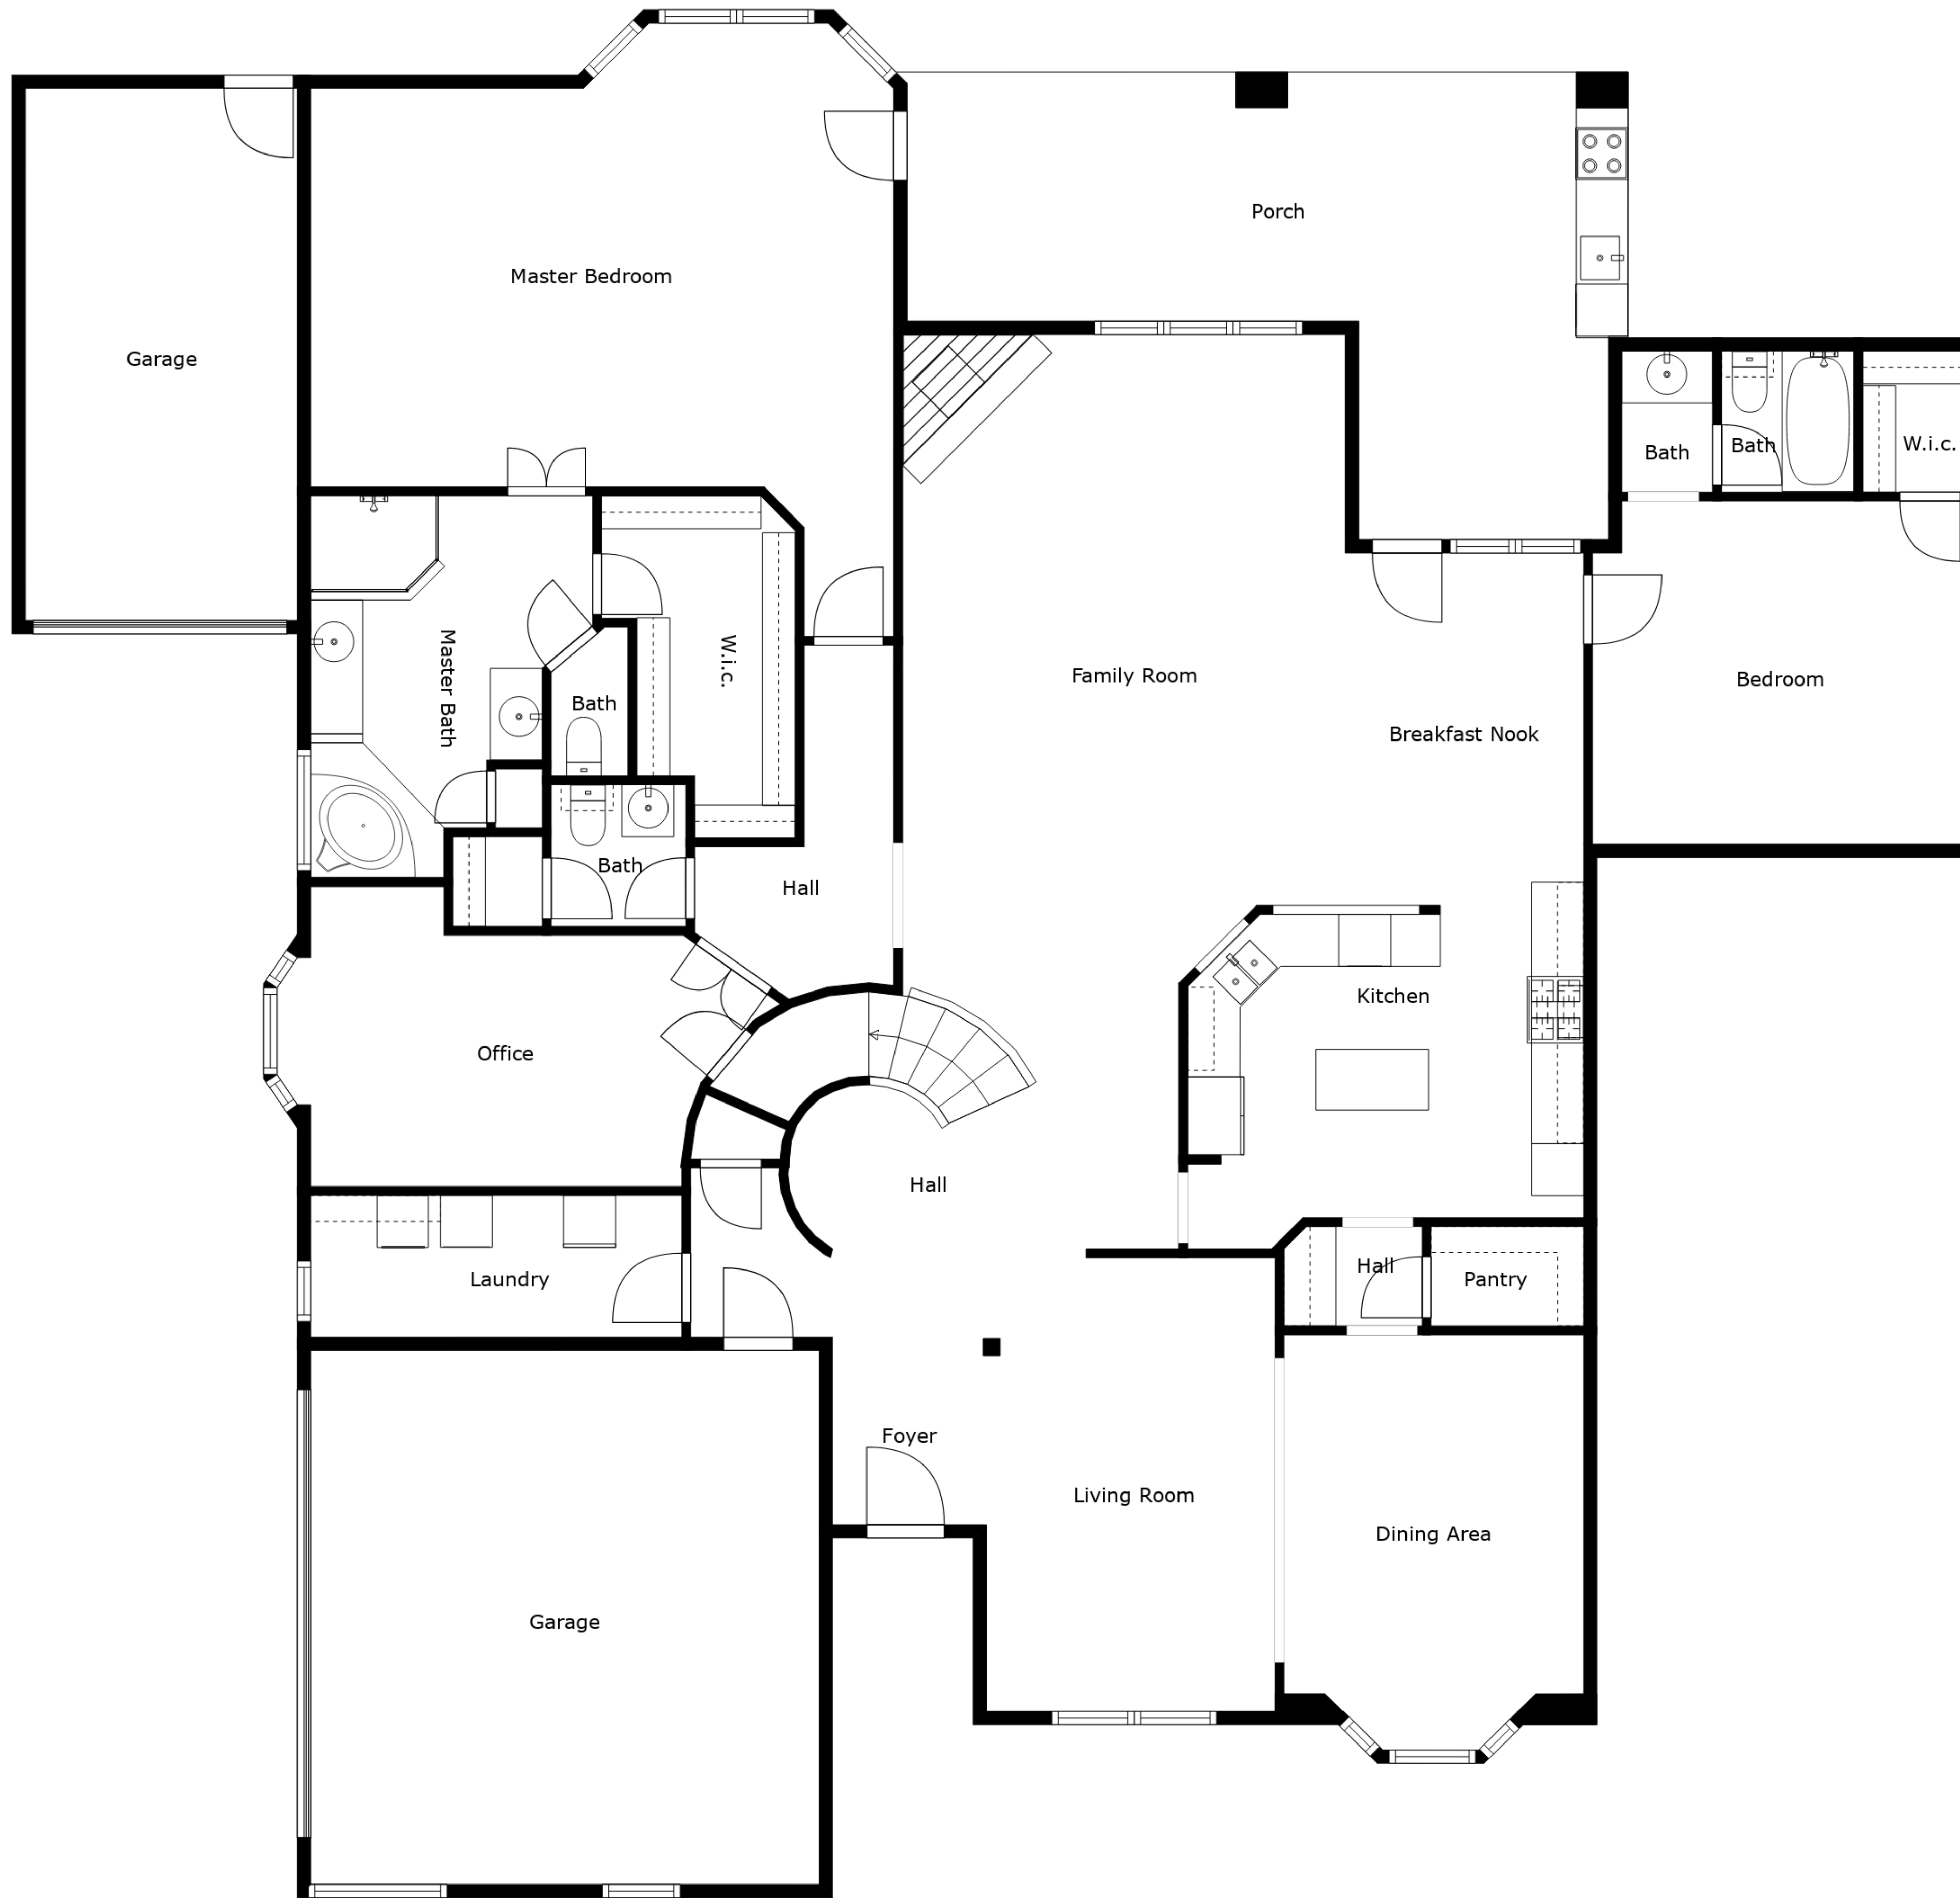 Porch
Master Bedroom
Garage
Bath
Bath
W.i.c.
Master Bath
W.i.c.
Bath
Family Room
Bedroom
Breakfast Nook
Bath
Hall
Kitchen
Office
Hall
Hall
Pantry
Laundry
Foyer
Living Room
Dining Area
Garage